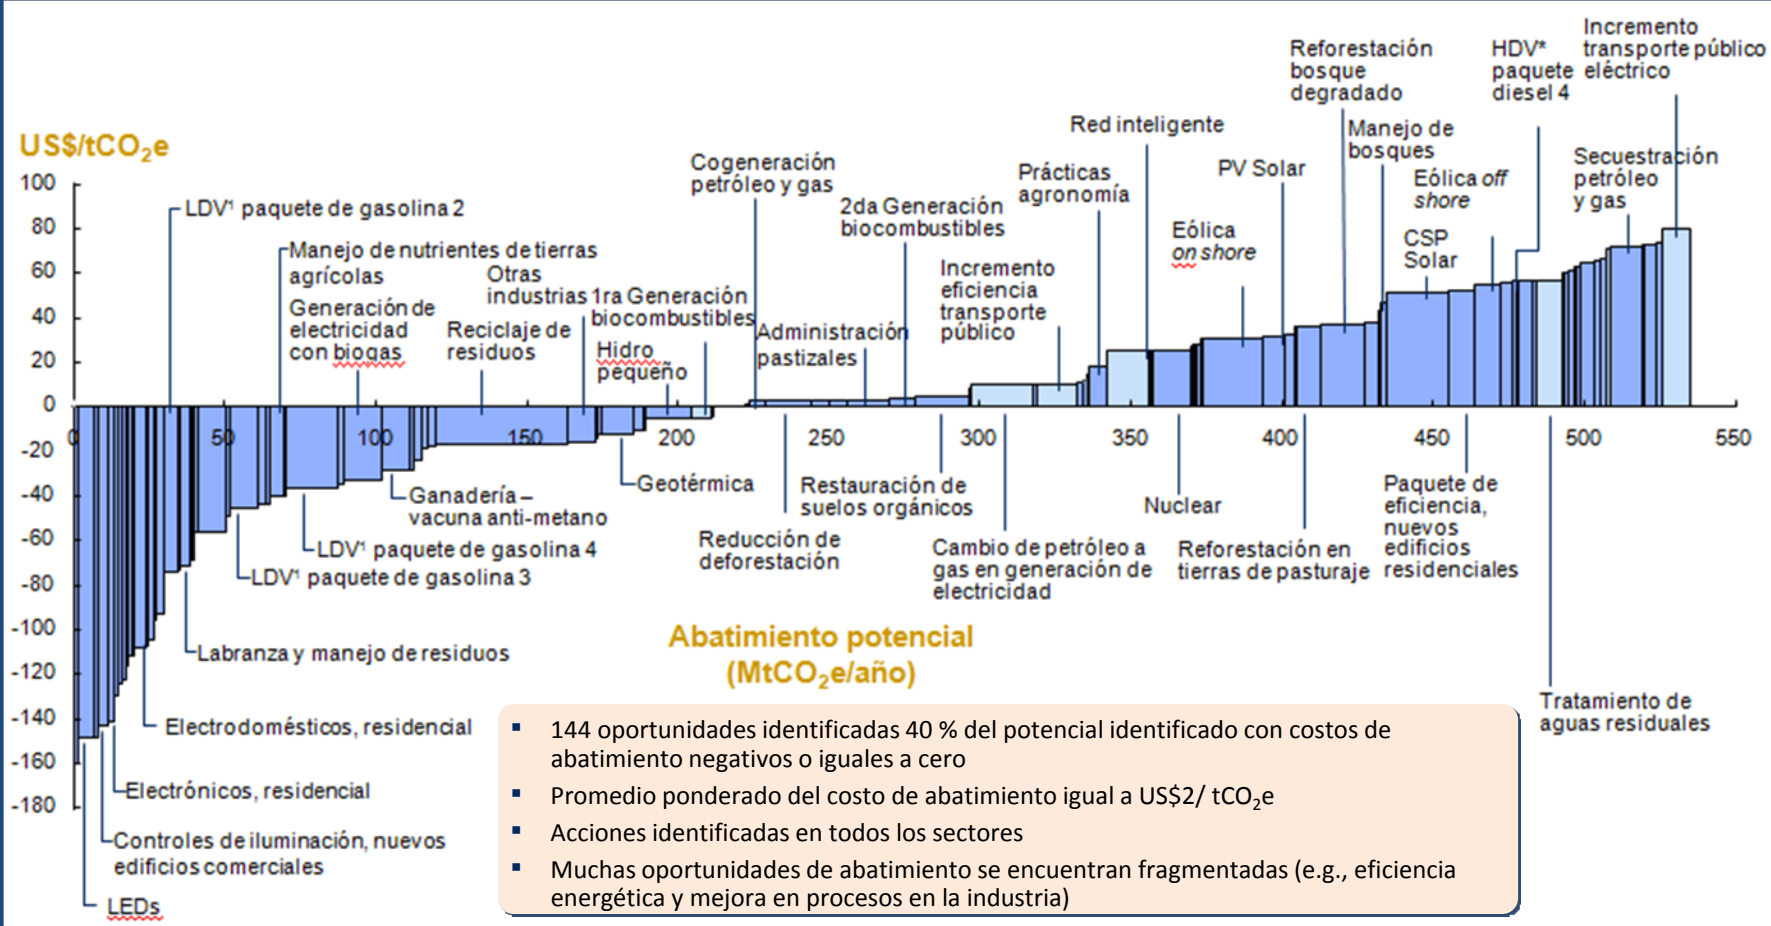 Incremento
transporte público
eléctrico
HDV*
paquete
diesel 4
Reforestación
bosque
degradado
Red inteligente
Manejo de
bosques
US$/tCO₂e
Cogeneración
petróleo y gas
Prácticas
agronomía
PV Solar
Eólica off
shore
Secuestración
petróleo
y gas
LDV¹ paquete de gasolina 2
2da Generación
biocombustibles
Eólica
on shore
CSP
Solar
Manejo de nutrientes de tierras
agrícolas
Otras
industrias
1ra Generación
biocombustibles
Incremento
eficiencia
transporte
público
Generación de
electricidad
con biogas
Reciclaje de
residuos
Hidro
pequeño
Administración
pastizales
100
80
60
40
20
0
-20
-40
-60
-80
-100
-120
-140
-160
-180
0
50
100
150
200
250
300
350
400
450
500
550
Geotérmica
Ganadería –
vacuna anti-metano
LDV¹ paquete de gasolina 4
LDV¹ paquete de gasolina 3
Labranza y manejo de residuos
Electrodomésticos, residencial
Electrónicos, residencial
Controles de iluminación, nuevos
edificios comerciales
LEDs
Reducción de
deforestación
Restauración de
suelos orgánicos
Cambio de petróleo a
gas en generación de
electricidad
Nuclear
Reforestación en
tierras de pasturaje
Paquete de
eficiencia,
nuevos
edificios
residenciales
Tratamiento de
aguas residuales
Abatimiento potencial
(MtCO₂e/año)
▪ 144 oportunidades identificadas 40 % del potencial identificado con costos de
abatimiento negativos o iguales a cero
▪ Promedio ponderado del costo de abatimiento igual a US$2/ tCO₂e
▪ Acciones identificadas en todos los sectores
▪ Muchas oportunidades de abatimiento se encuentran fragmentadas (e.g., eficiencia
energética y mejora en procesos en la industria)